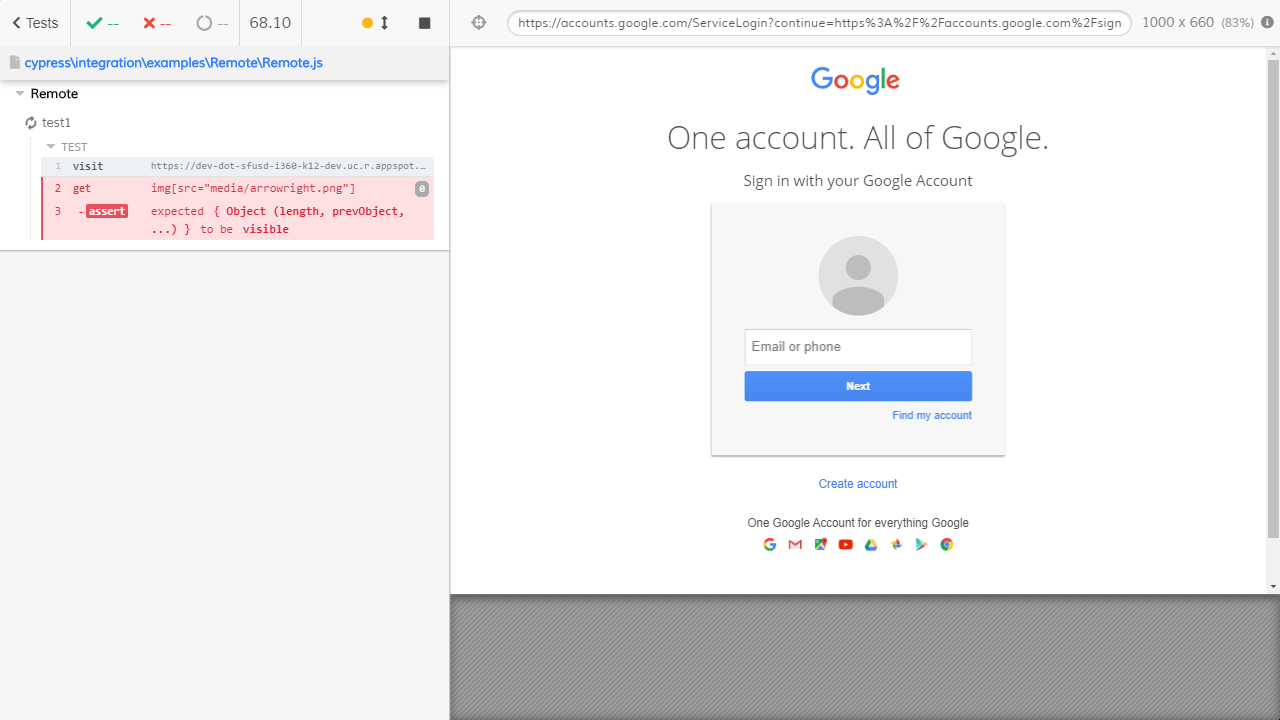 Tests -- -- -- 68.10
https://accounts.google.com/ServiceLogin?continue=https%3A%2F%2Faccounts.google.com%2Fsign 1000 x 660 (83%)
cypress\integration\examples\Remote\Remote.js
Remote
test1
TEST
1 visit https://dev-dot-sfusd-i360-k12-dev.uc.r.appspot.…
2 get img[src="media/arrowright.png"] 0
3 - assert expected { Object (length, prevObject,
...) } to be visible
Google
One account. All of Google.
Sign in with your Google Account
Email or phone
Next
Find my account
Create account
One Google Account for everything Google